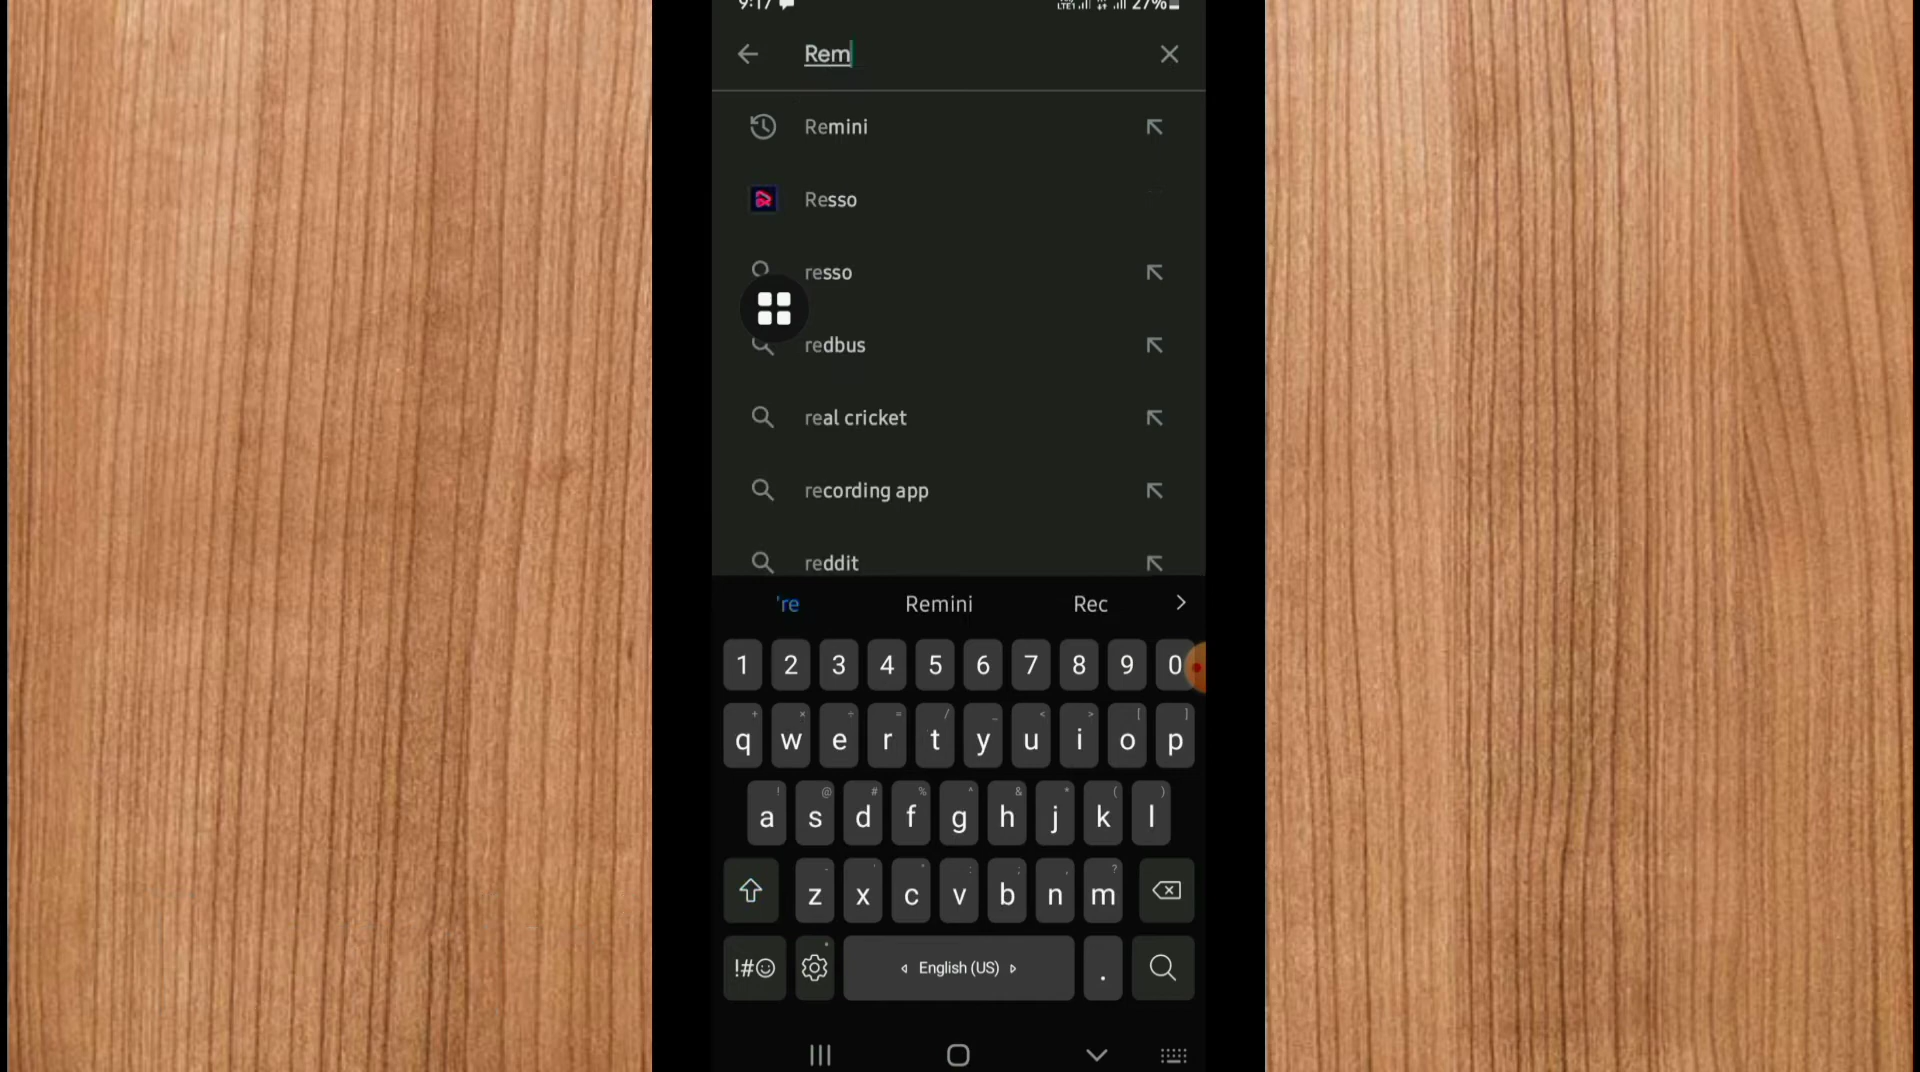 9:17
27%
Rem
Remini
Resso
resso
redbus
real cricket
recording app
reddit
're Remini Rec
1 2 3 4 5 6 7 8 9 0
+ × ÷ = / _ < > [ ]
q w e r t y u i o p
! @ # % ^ & * ( )
a s d f g h j k l
- ' " : ; , ?
z x c v b n m
!#☺ English (US) .